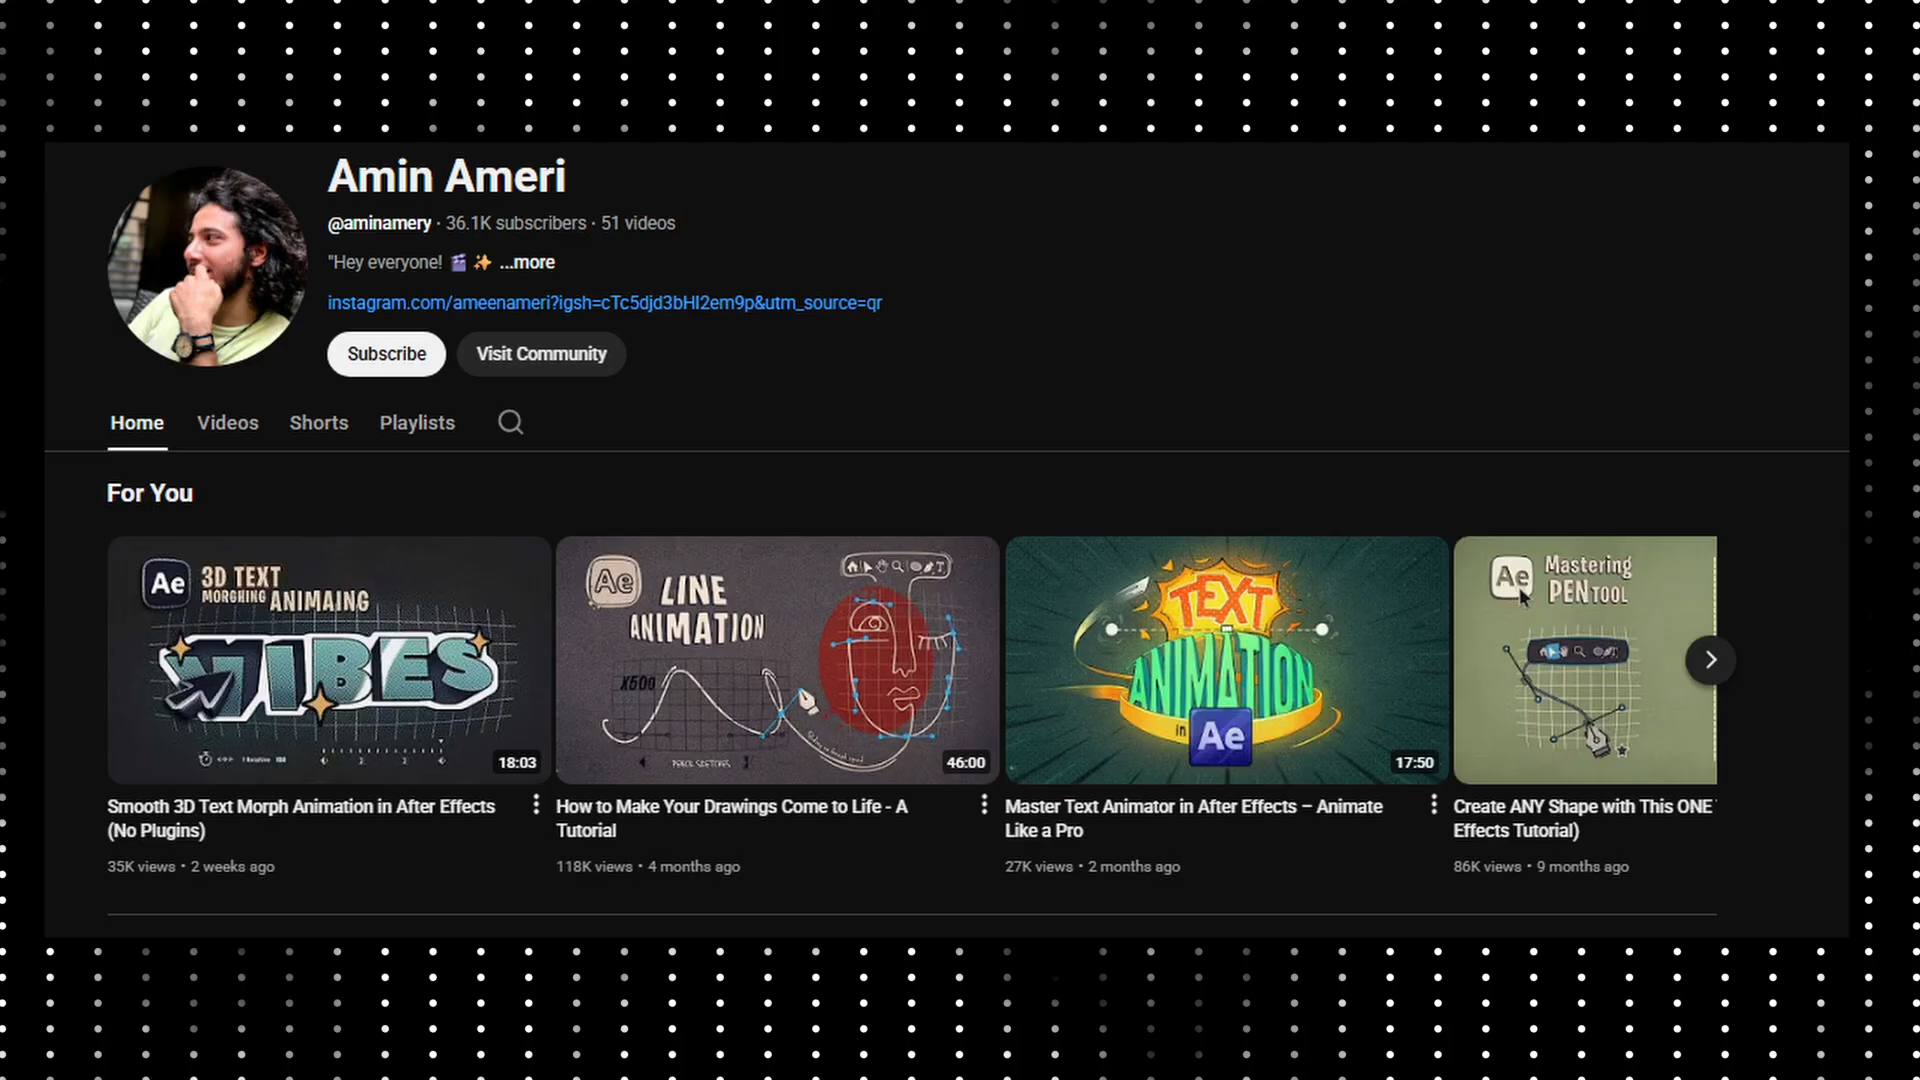 Amin Ameri
@aminamery · 36.1K subscribers · 51 videos
"Hey everyone! 🎬 ✨ ...more
instagram.com/ameenameri?igsh=cTc5djd3bHI2em9p&utm_source=qr
Subscribe
Visit Community
Home
Videos
Shorts
Playlists
For You
Ae
3D TEXT
MORGHING ANIMAING
VIBES
18:03
Ae
LINE
ANIMATION
X500
PENCIL SKETCHES
46:00
TEXT
ANIMATION
in
Ae
17:50
Ae
Mastering
PEN TOOL
Smooth 3D Text Morph Animation in After Effects
(No Plugins)
35K views • 2 weeks ago
How to Make Your Drawings Come to Life - A
Tutorial
118K views • 4 months ago
Master Text Animator in After Effects – Animate
Like a Pro
27K views • 2 months ago
Create ANY Shape with This ONE
Effects Tutorial)
86K views • 9 months ago